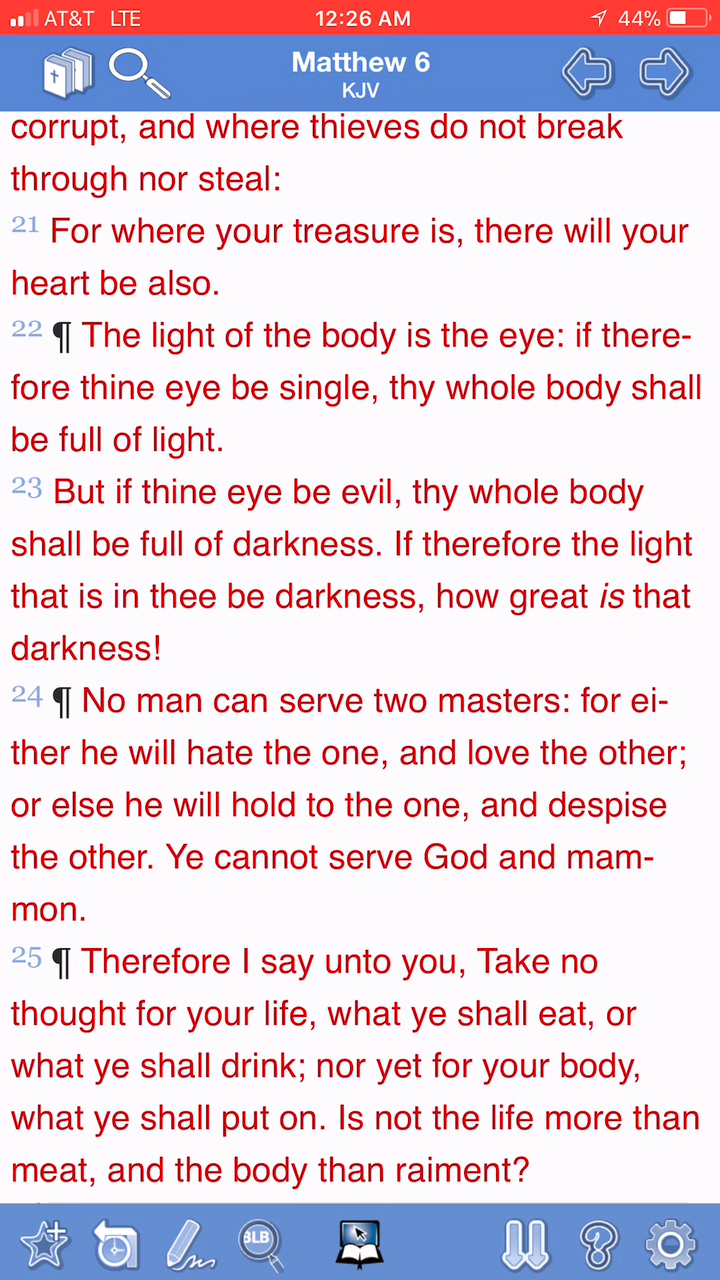 AT&T LTE 12:26 AM 44%
Matthew 6
KJV
corrupt, and where thieves do not break
through nor steal:
21 For where your treasure is, there will your
heart be also.
22 ¶ The light of the body is the eye: if there-
fore thine eye be single, thy whole body shall
be full of light.
23 But if thine eye be evil, thy whole body
shall be full of darkness. If therefore the light
that is in thee be darkness, how great is that
darkness!
24 ¶ No man can serve two masters: for ei-
ther he will hate the one, and love the other;
or else he will hold to the one, and despise
the other. Ye cannot serve God and mam-
mon.
25 ¶ Therefore I say unto you, Take no
thought for your life, what ye shall eat, or
what ye shall drink; nor yet for your body,
what ye shall put on. Is not the life more than
meat, and the body than raiment?
BLB